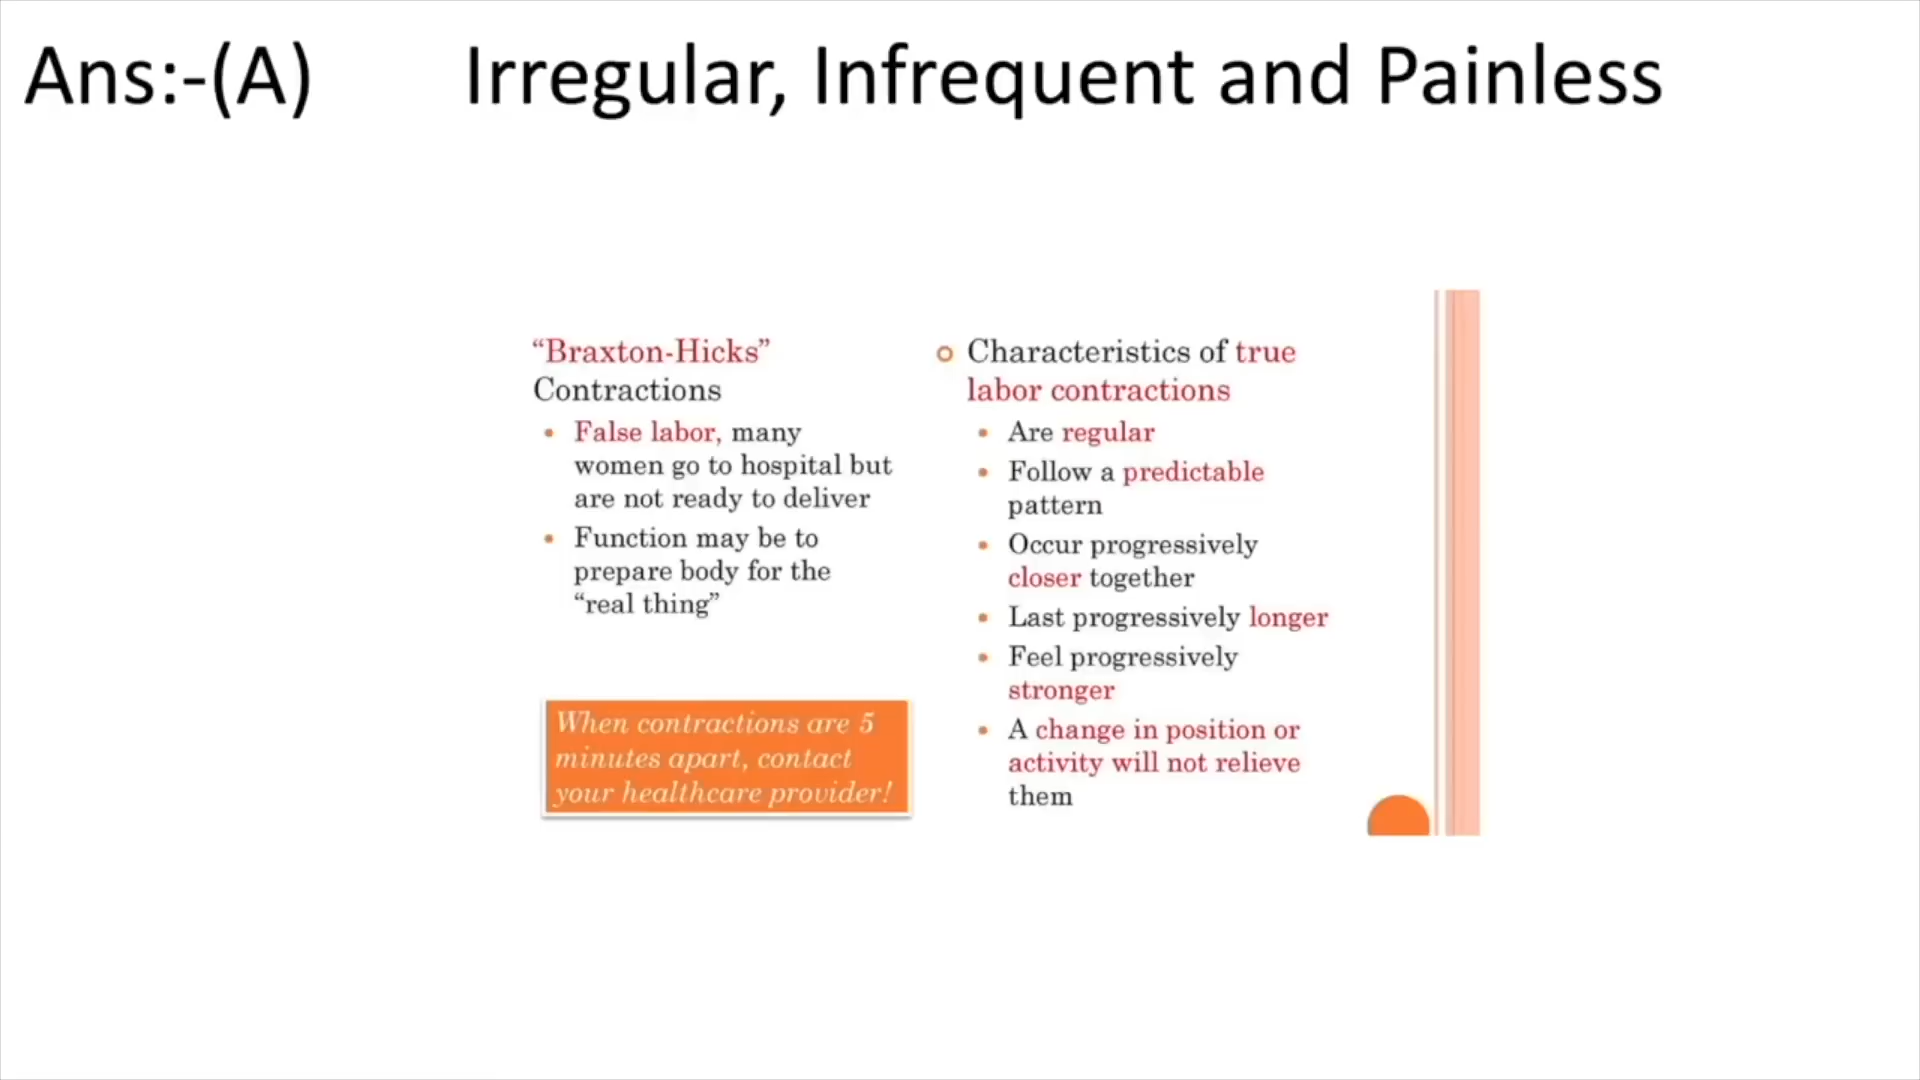 Ans:-(A) Irregular, Infrequent and Painless
“Braxton-Hicks”
Contractions
• False labor, many
women go to hospital but
are not ready to deliver
• Function may be to
prepare body for the
“real thing”
When contractions are 5
minutes apart, contact
your healthcare provider!
Characteristics of true
labor contractions
• Are regular
• Follow a predictable
pattern
• Occur progressively
closer together
• Last progressively longer
• Feel progressively
stronger
• A change in position or
activity will not relieve
them